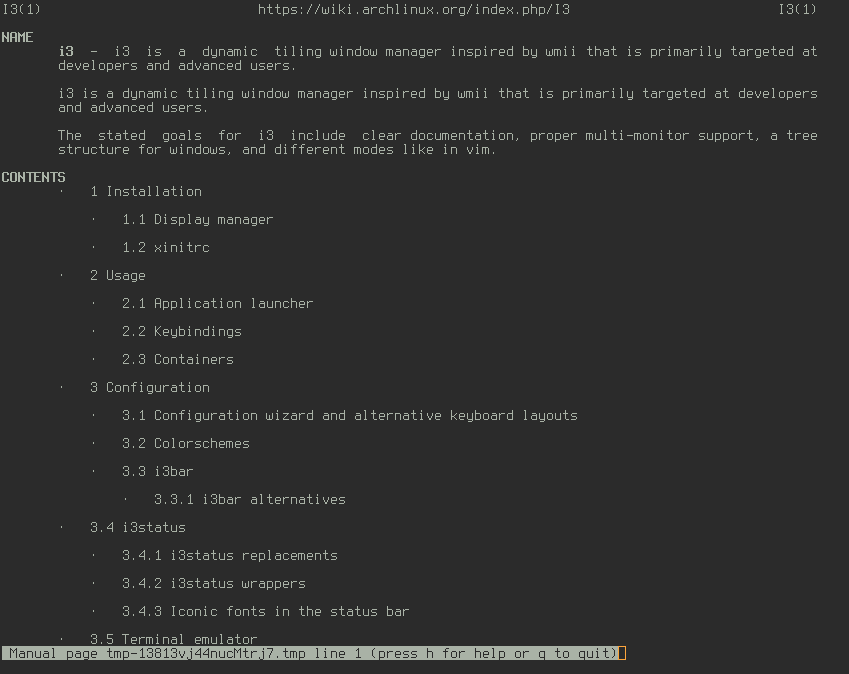 I3(1) https://wiki.archlinux.org/index.php/I3 I3(1)
NAME
i3 - i3 is a dynamic tiling window manager inspired by wmii that is primarily targeted at
developers and advanced users.
i3 is a dynamic tiling window manager inspired by wmii that is primarily targeted at developers
and advanced users.
The stated goals for i3 include clear documentation, proper multi-monitor support, a tree
structure for windows, and different modes like in vim.
CONTENTS
· 1 Installation
· 1.1 Display manager
· 1.2 xinitrc
· 2 Usage
· 2.1 Application launcher
· 2.2 Keybindings
· 2.3 Containers
· 3 Configuration
· 3.1 Configuration wizard and alternative keyboard layouts
· 3.2 Colorschemes
· 3.3 i3bar
· 3.3.1 i3bar alternatives
· 3.4 i3status
· 3.4.1 i3status replacements
· 3.4.2 i3status wrappers
· 3.4.3 Iconic fonts in the status bar
· 3.5 Terminal emulator
Manual page tmp-13813vj44nucMtrj7.tmp line 1 (press h for help or q to quit)